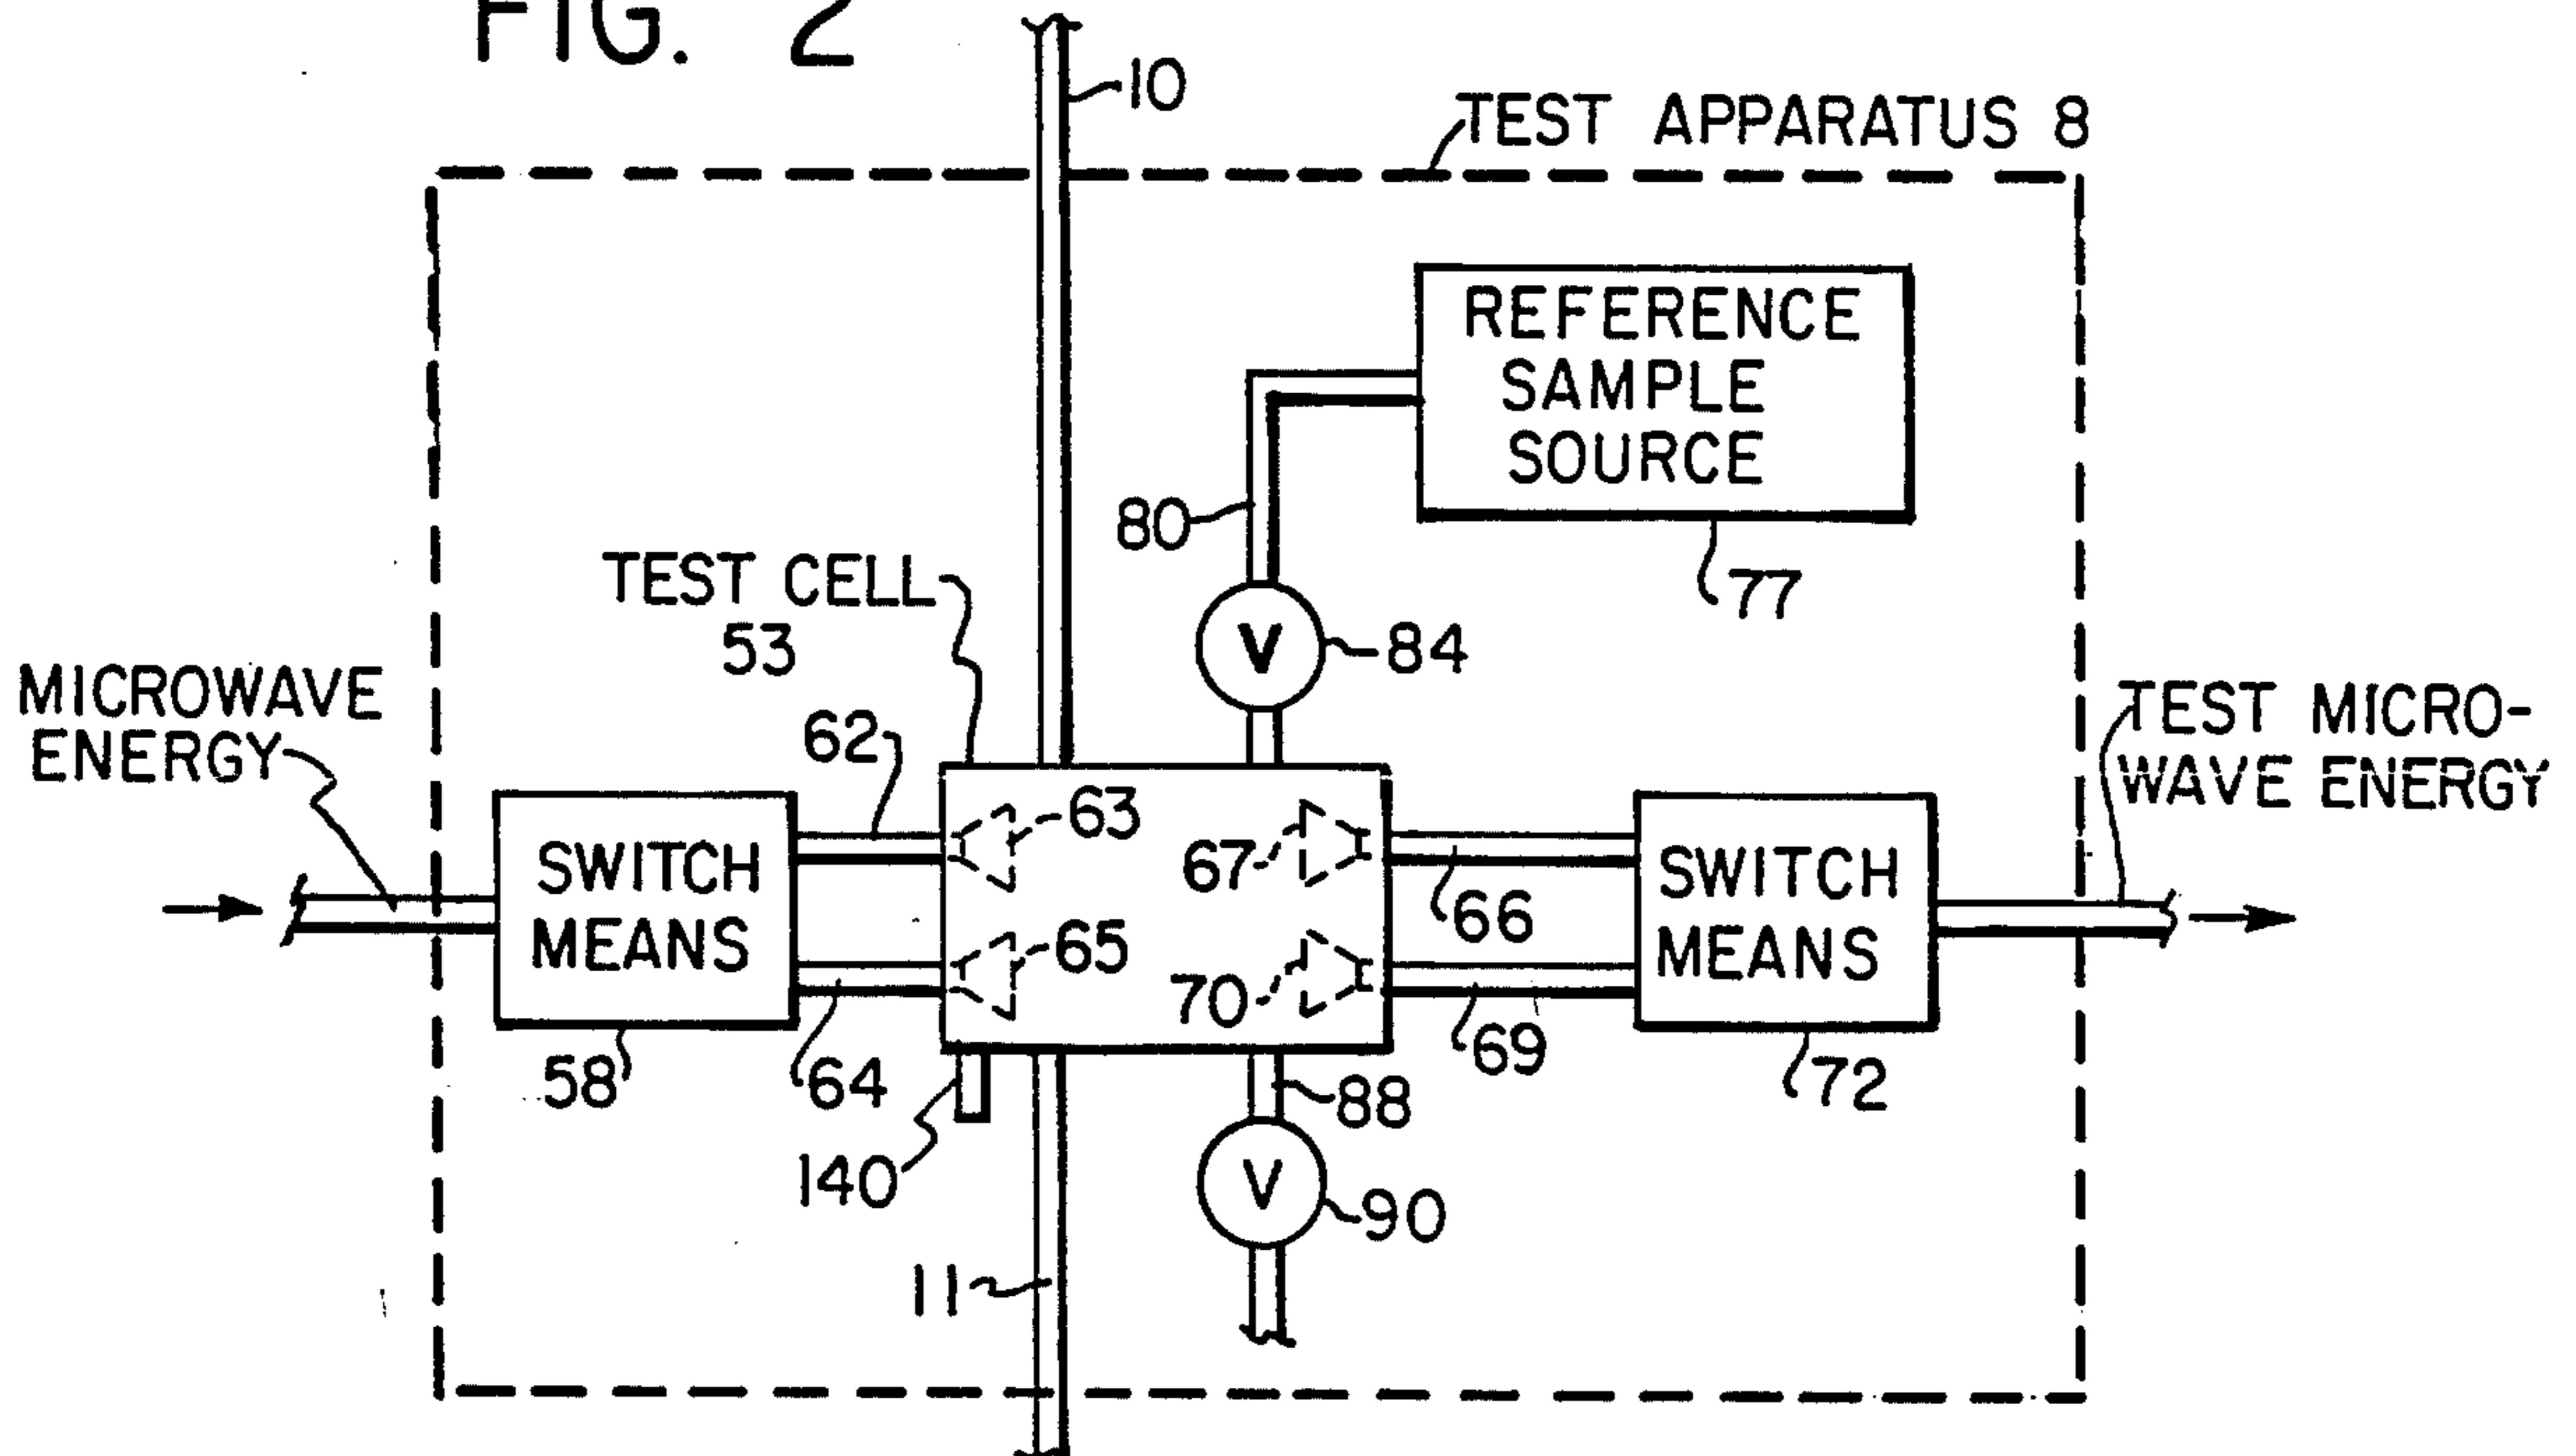 FIG. 2
10
TEST APPARATUS 8
REFERENCE
SAMPLE
SOURCE
77
80
V
84
TEST CELL
53
MICROWAVE
ENERGY
62
63
67
66
TEST MICRO-
WAVE ENERGY
SWITCH
MEANS
58
65
64
70
69
SWITCH
MEANS
72
140
88
V
90
11